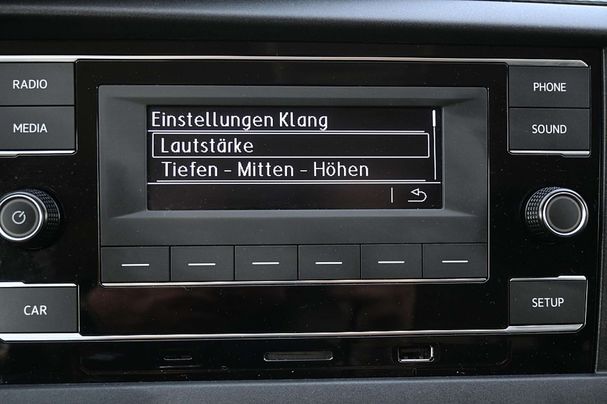 RADIO
MEDIA
Einstellungen Klang
Lautstärke
Tiefen - Mitten - Höhen
PHONE
SOUND
CAR
SETUP